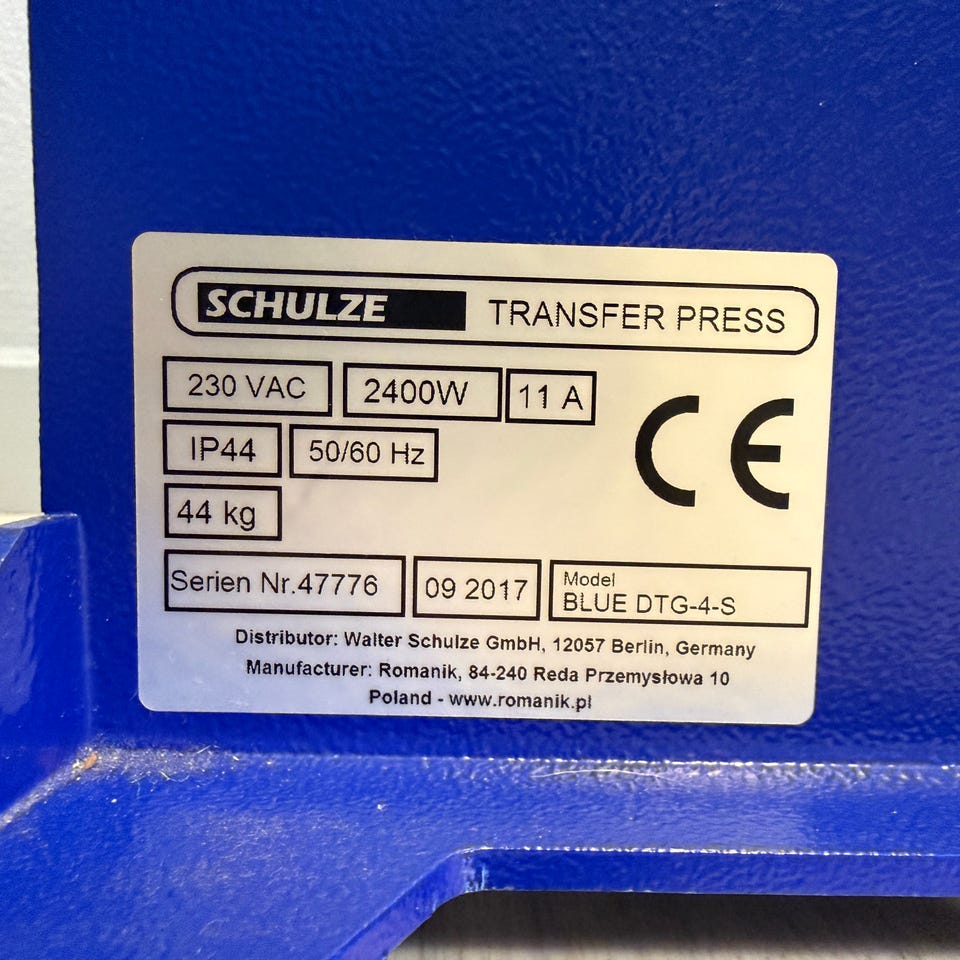 SCHULZE TRANSFER PRESS
230 VAC 2400W 11 A
IP44 50/60 Hz
CE
44 kg
Serien Nr.47776 09 2017 Model BLUE DTG-4-S
Distributor: Walter Schulze GmbH, 12057 Berlin, Germany
Manufacturer: Romanik, 84-240 Reda Przemysłowa 10
Poland - www.romanik.pl